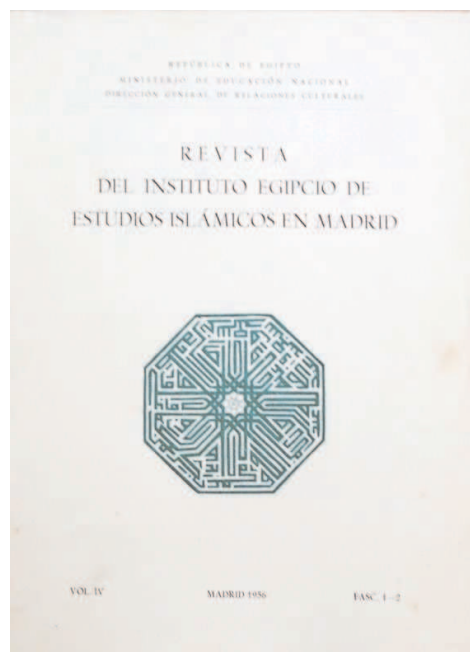 REPÚBLICA DE EGIPTO
MINISTERIO DE EDUCACIÓN NACIONAL
DIRECCIÓN GENERAL DE RELACIONES CULTURALES
REVISTA
DEL INSTITUTO EGIPCIO DE
ESTUDIOS ISLÁMICOS EN MADRID
VOL. IV
MADRID 1956
FASC. 1-2